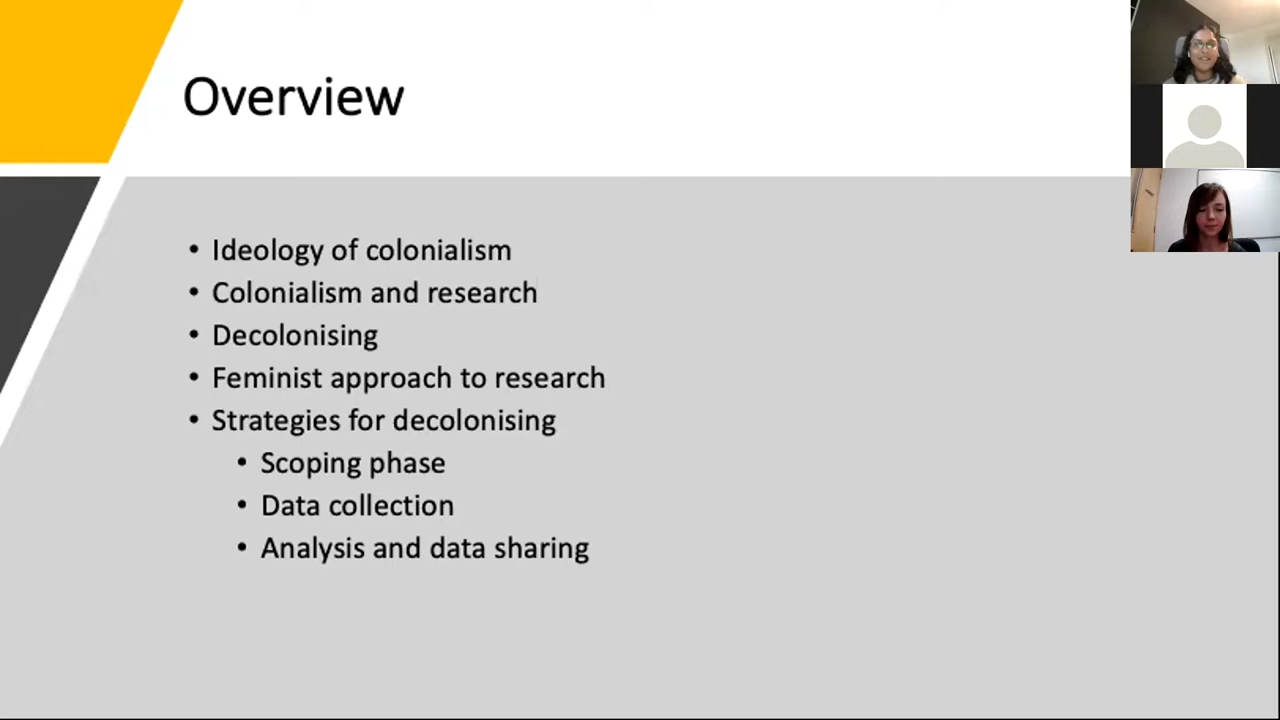 Overview
• Ideology of colonialism
• Colonialism and research
• Decolonising
• Feminist approach to research
• Strategies for decolonising
• Scoping phase
• Data collection
• Analysis and data sharing